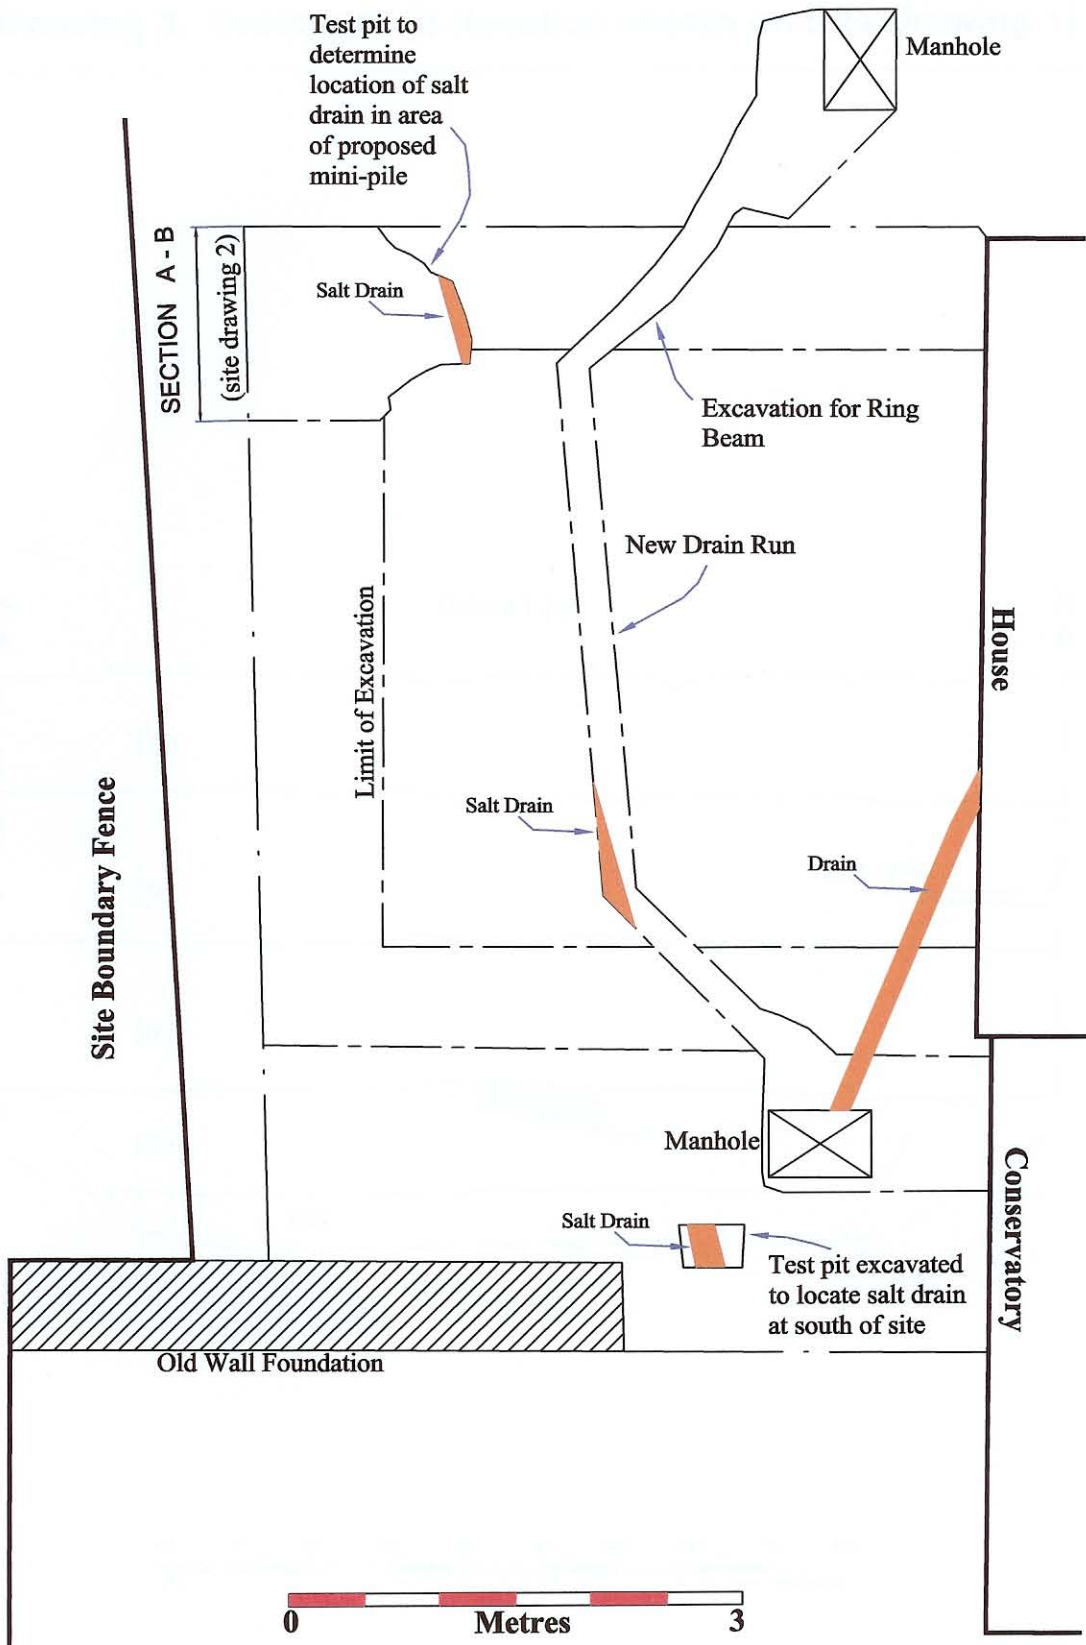 Test pit to
determine
location of salt
drain in area
of proposed
mini-pile
Manhole
SECTION A - B
(site drawing 2)
Salt Drain
Excavation for Ring
Beam
New Drain Run
House
Limit of Excavation
Salt Drain
Site Boundary Fence
Drain
Manhole
Conservatory
Salt Drain
Test pit excavated
to locate salt drain
at south of site
Old Wall Foundation
0 Metres 3